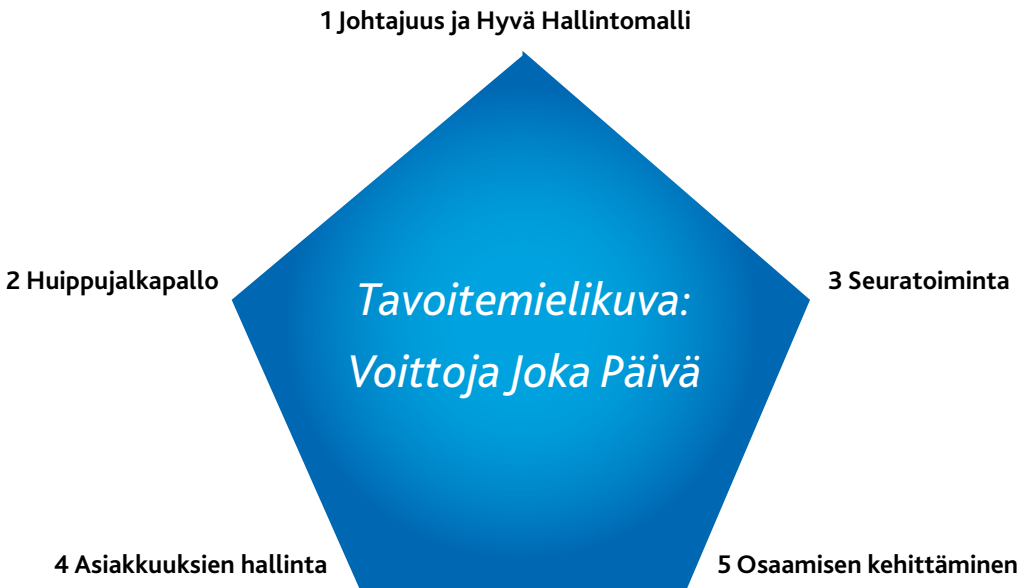 1 Johtajuus ja Hyvä Hallintomalli
2 Huippujalkapallo
3 Seuratoiminta
Tavoitemielikuva:
Voittoja Joka Päivä
4 Asiakkuuksien hallinta
5 Osaamisen kehittäminen